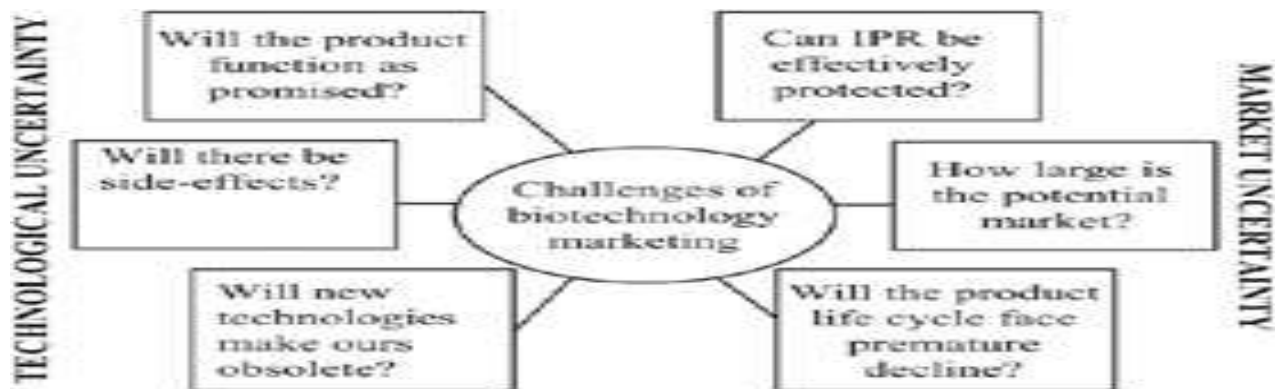 TECHNOLOGICAL UNCERTAINTY
Will the product
function as
promised?
Will there be
side-effects?
Will new
technologies
make ours
obsolete?
Challenges of
biotechnology
marketing
Can IPR be
effectively
protected?
How large is
the potential
market?
Will the product
life cycle face
premature
decline?
MARKET UNCERTAINTY